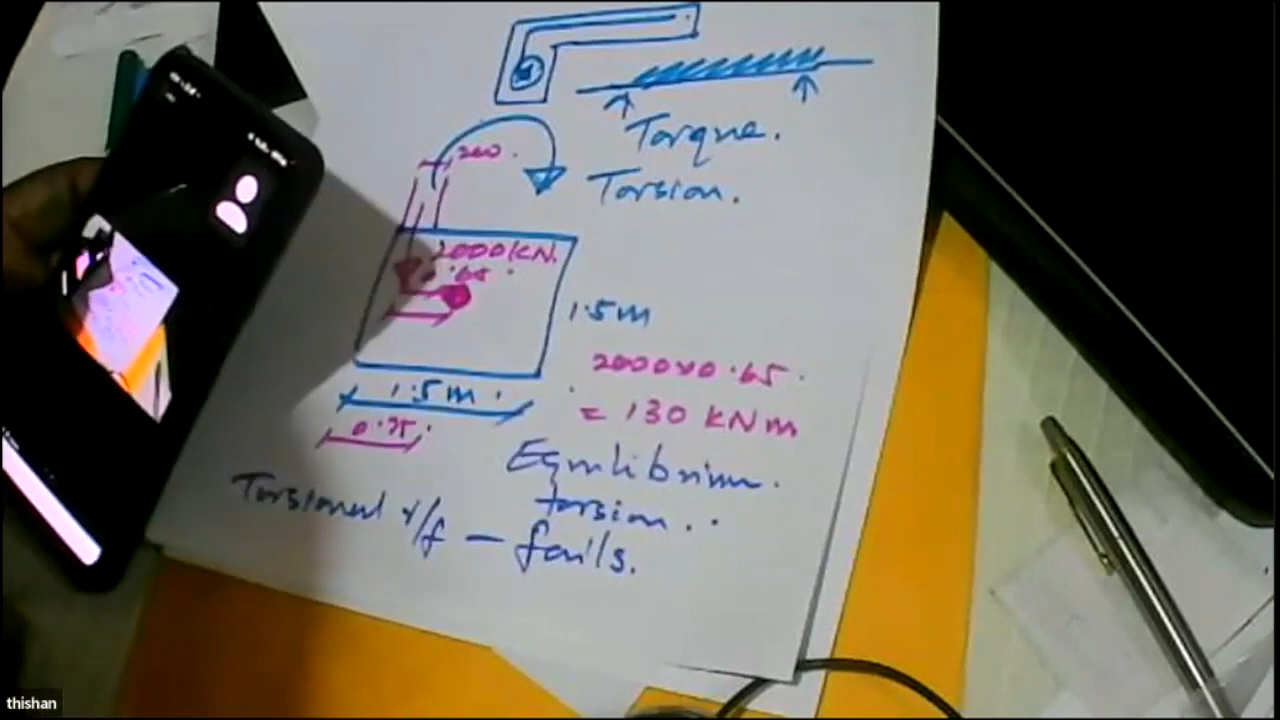 Torque.
Torsion.
200.
2000KN.
.65.
1.5m
1.5m.
0.75.
2000x0.65.
= 130 KNm
Equilibrium.
torsion..
Torsional r/f - fails.
thishan